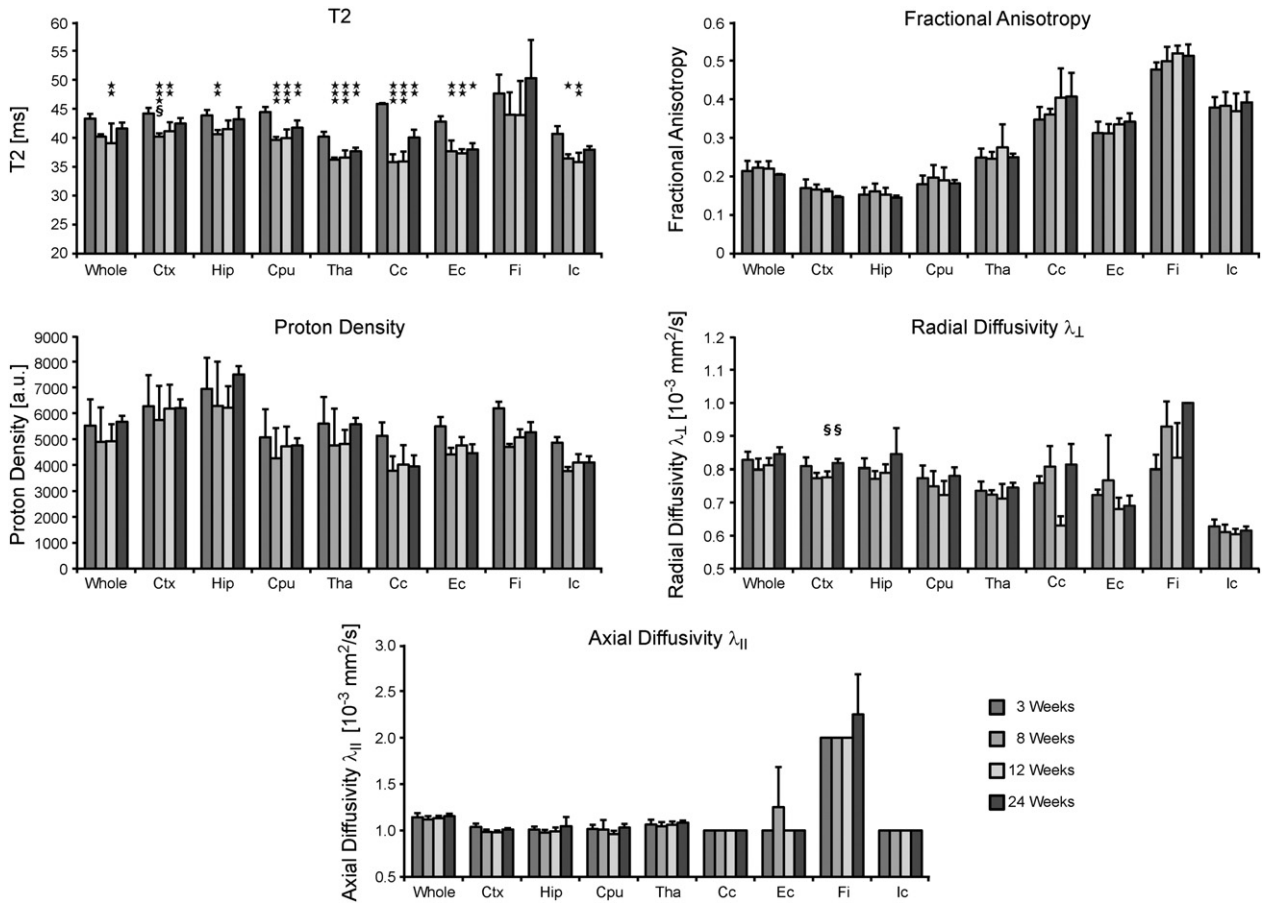 T2
60
55
50
45
40
35
30
25
20
T2 [ms]
★★ ★★★ § ★★ ★★ ★★★ ★★★ ★★ ★★★ ★★★ ★★ ★★★ ★★★ ★★ ★★ ★★ ★ ★ ★★
Whole Ctx Hip Cpu Tha Cc Ec Fi Ic
Fractional Anisotropy
0.6
0.5
0.4
0.3
0.2
0.1
0
Fractional Anisotropy
Whole Ctx Hip Cpu Tha Cc Ec Fi Ic
Proton Density
9000
8000
7000
6000
5000
4000
3000
2000
1000
0
Proton Density [a.u.]
Whole Ctx Hip Cpu Tha Cc Ec Fi Ic
Radial Diffusivity λ⊥
1.2
1.1
1.0
0.9
0.8
0.7
0.6
0.5
Radial Diffusivity λ⊥ [10⁻³ mm²/s]
§ §
Whole Ctx Hip Cpu Tha Cc Ec Fi Ic
Axial Diffusivity λ||
3.0
2.5
2.0
1.5
1.0
0.5
Axial Diffusivity λ|| [10⁻³ mm²/s]
Whole Ctx Hip Cpu Tha Cc Ec Fi Ic
3 Weeks
8 Weeks
12 Weeks
24 Weeks